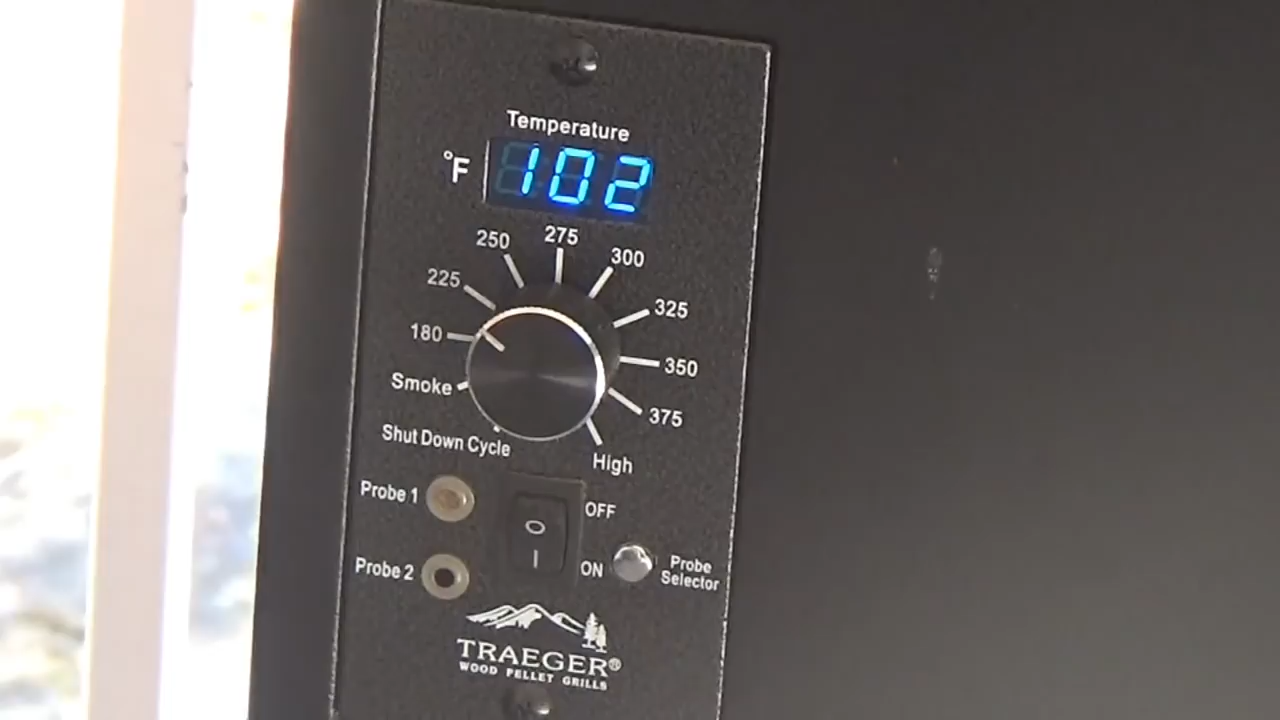 Temperature
°F 102
275
250
300
225
325
180
350
Smoke
375
Shut Down Cycle
High
Probe 1
OFF
O
I
ON
Probe
Selector
Probe 2
TRAEGER®
WOOD PELLET GRILLS